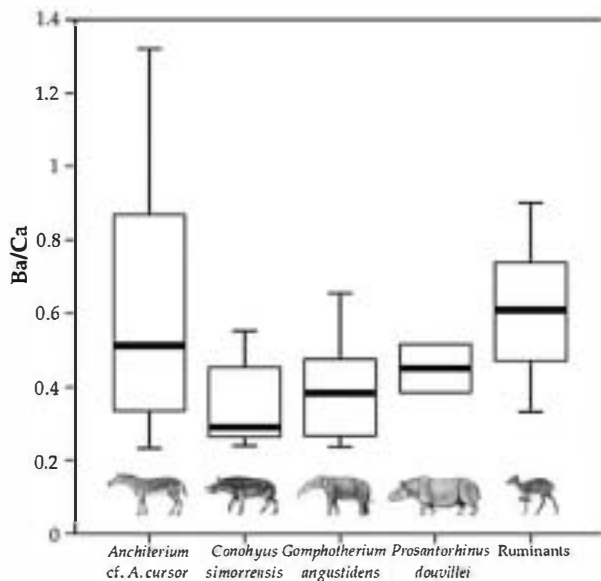 1.4
1.2
1
0.8
0.6
0.4
0.2
0
Ba/Ca
Anchiterium Conohyus Gomphotherium Prosantorhinus Ruminants
cf. A. cursor simorrensis angustidens douvillei